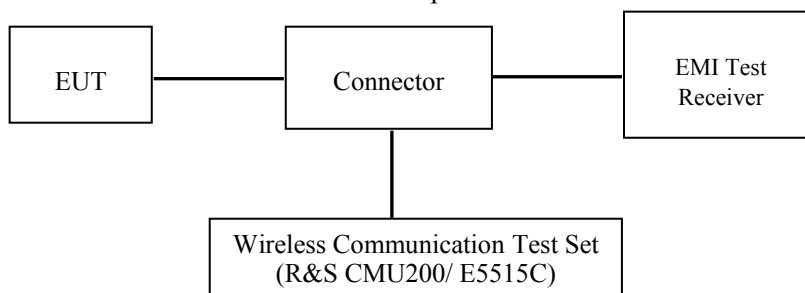 EUT
Connector
EMI Test
Receiver
Wireless Communication Test Set
(R&S CMU200/ E5515C)